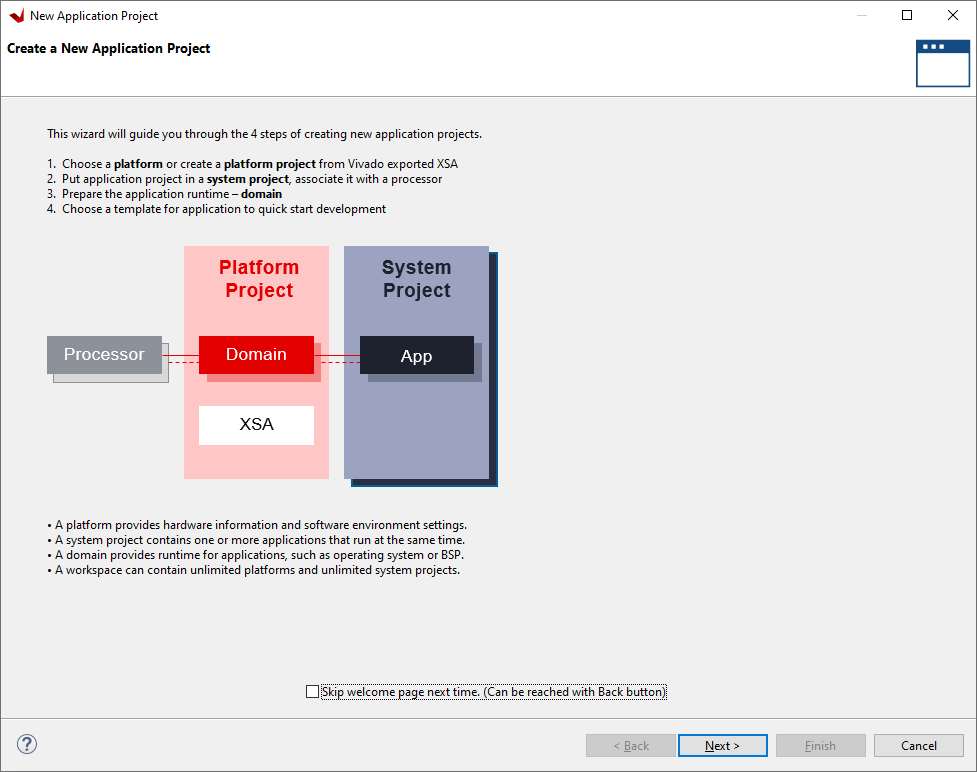 New Application Project
Create a New Application Project
This wizard will guide you through the 4 steps of creating new application projects.
1. Choose a platform or create a platform project from Vivado exported XSA
2. Put application project in a system project, associate it with a processor
3. Prepare the application runtime – domain
4. Choose a template for application to quick start development
Platform
Project
System
Project
Processor
Domain
App
XSA
• A platform provides hardware information and software environment settings.
• A system project contains one or more applications that run at the same time.
• A domain provides runtime for applications, such as operating system or BSP.
• A workspace can contain unlimited platforms and unlimited system projects.
Skip welcome page next time. (Can be reached with Back button)
?
< Back
Next >
Finish
Cancel